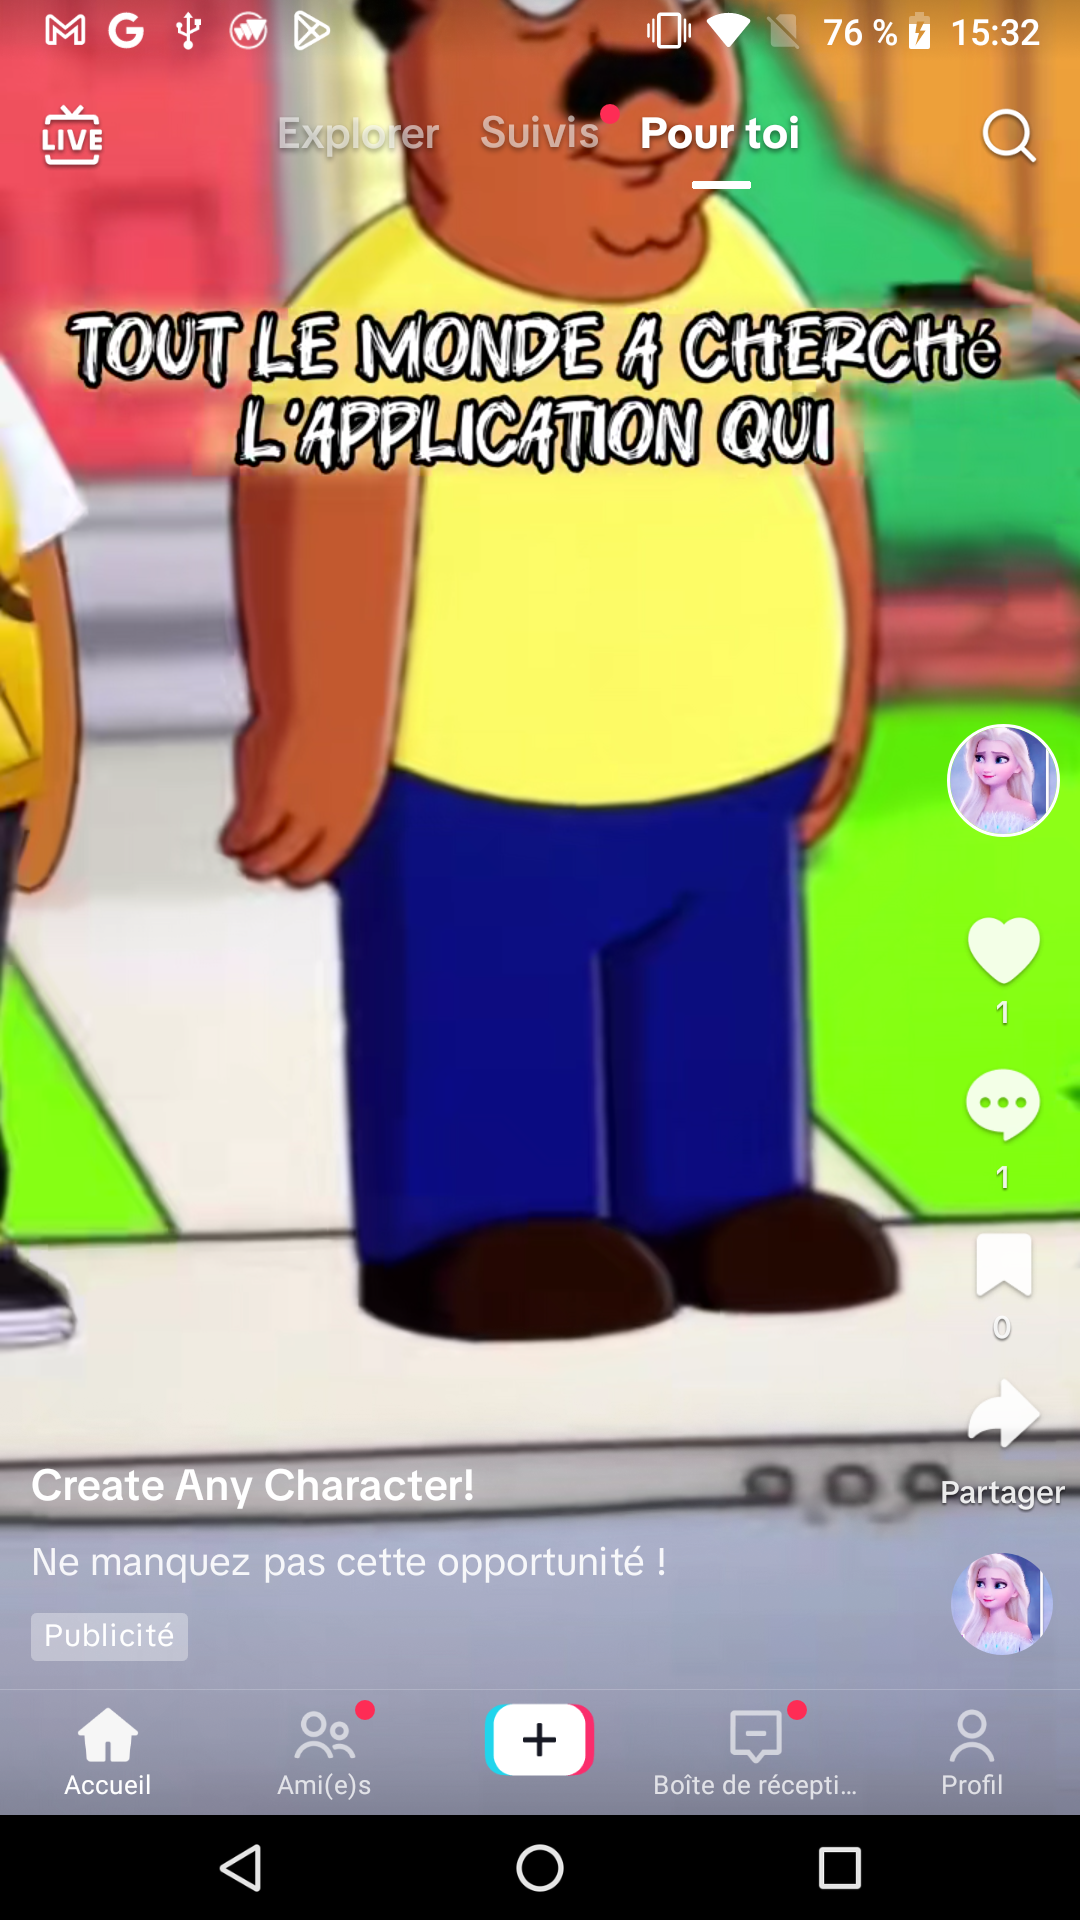 76 % 15:32
LIVE Explorer Suivis Pour toi
TOUT LE MONDE A CHERCHé
L'APPLICATION QUI
1
1
0
Partager
Create Any Character!
Ne manquez pas cette opportunité !
Publicité
Accueil Ami(e)s Boîte de récepti... Profil